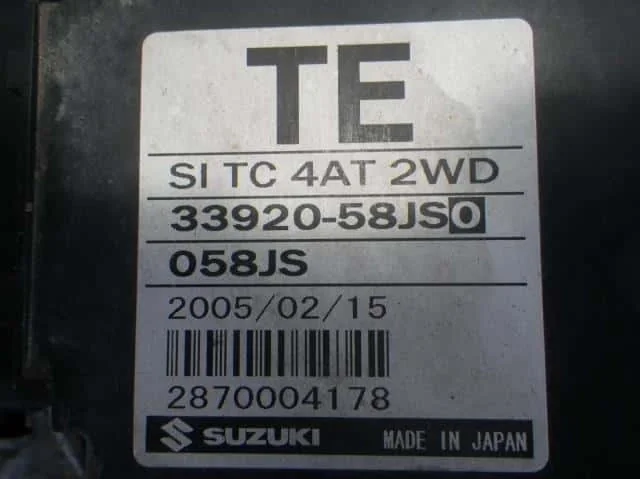 TE
SI TC 4AT 2WD
33920-58JS0
058JS
2005/02/15
2870004178
SUZUKI MADE IN JAPAN